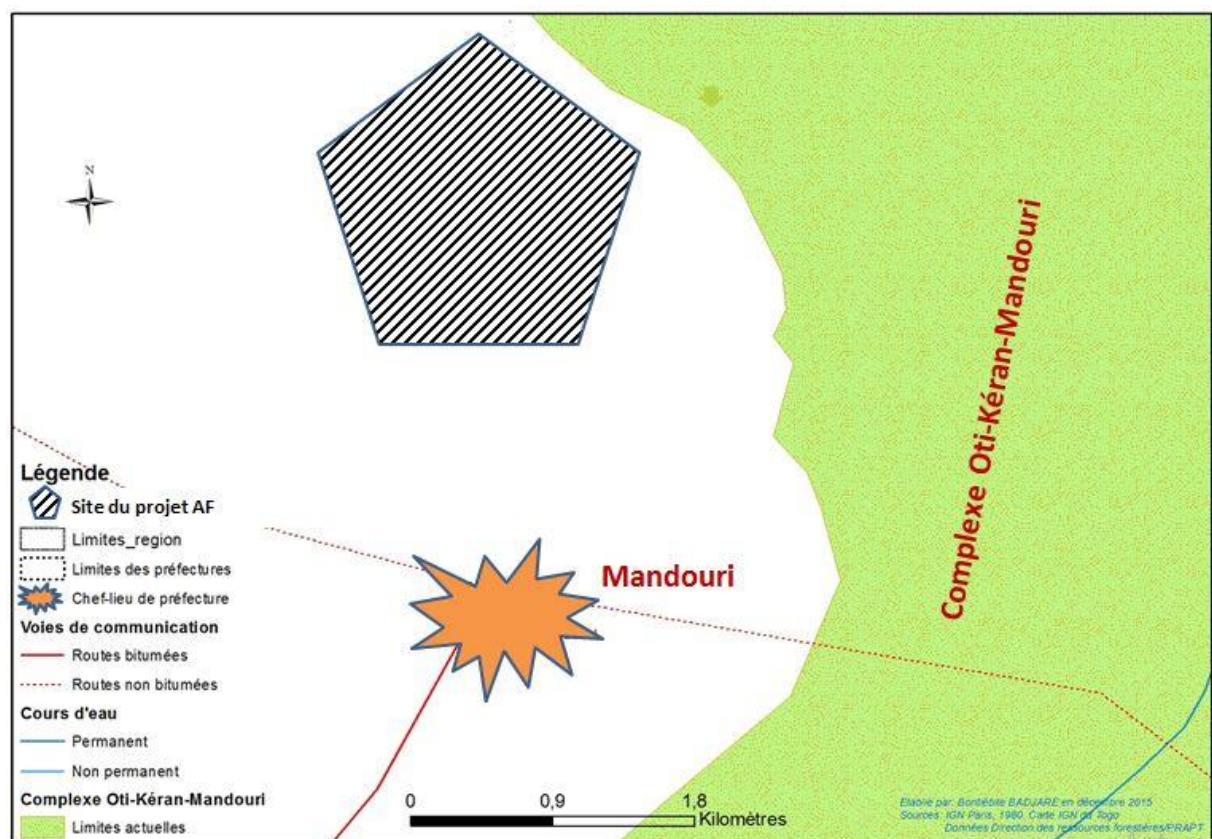 N
Complexe Oti-Kéran-Mandouri
Mandouri
Légende
Site du projet AF
Limites_region
Limites des préfectures
Chef-lieu de préfecture
Voies de communication
Routes bitumées
Routes non bitumées
Cours d'eau
Permanent
Non permanent
Complexe Oti-Kéran-Mandouri
Limites actuelles
0 0,9 1,8
Kilomètres
Elabie par: Bontiébite BADJARE en décembre 2015
Sources: IGN Paris, 1980. Carte IGN du Togo
Données Direction des ressources forestières/PRAPT